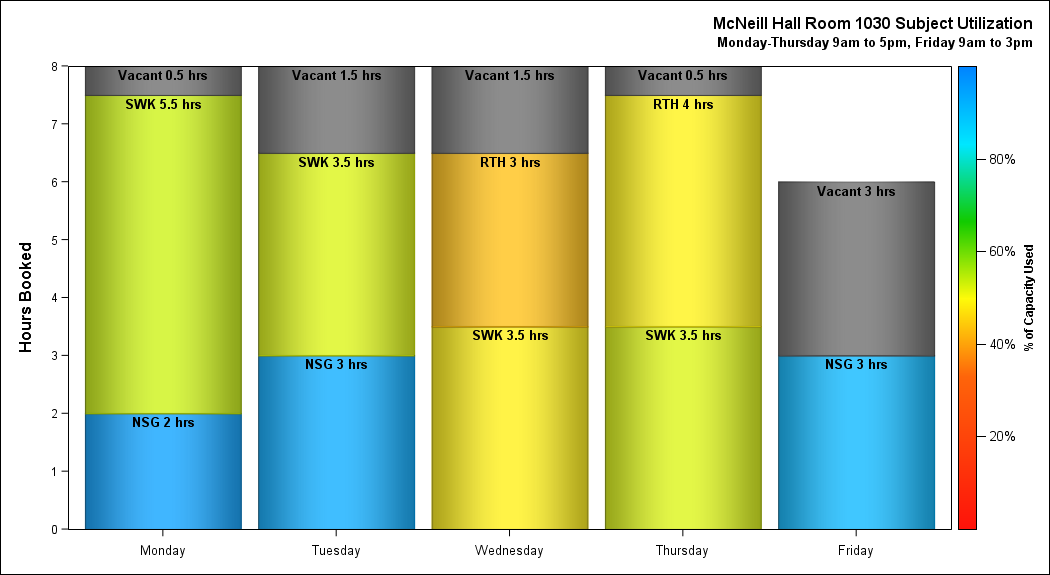 McNeill Hall Room 1030 Subject Utilization
Monday-Thursday 9am to 5pm, Friday 9am to 3pm
Hours Booked
8
7
6
5
4
3
2
1
0
Vacant 0.5 hrs
SWK 5.5 hrs
NSG 2 hrs
Vacant 1.5 hrs
SWK 3.5 hrs
NSG 3 hrs
Vacant 1.5 hrs
RTH 3 hrs
SWK 3.5 hrs
Vacant 0.5 hrs
RTH 4 hrs
SWK 3.5 hrs
Vacant 3 hrs
NSG 3 hrs
Monday
Tuesday
Wednesday
Thursday
Friday
80%
60%
40%
20%
% of Capacity Used